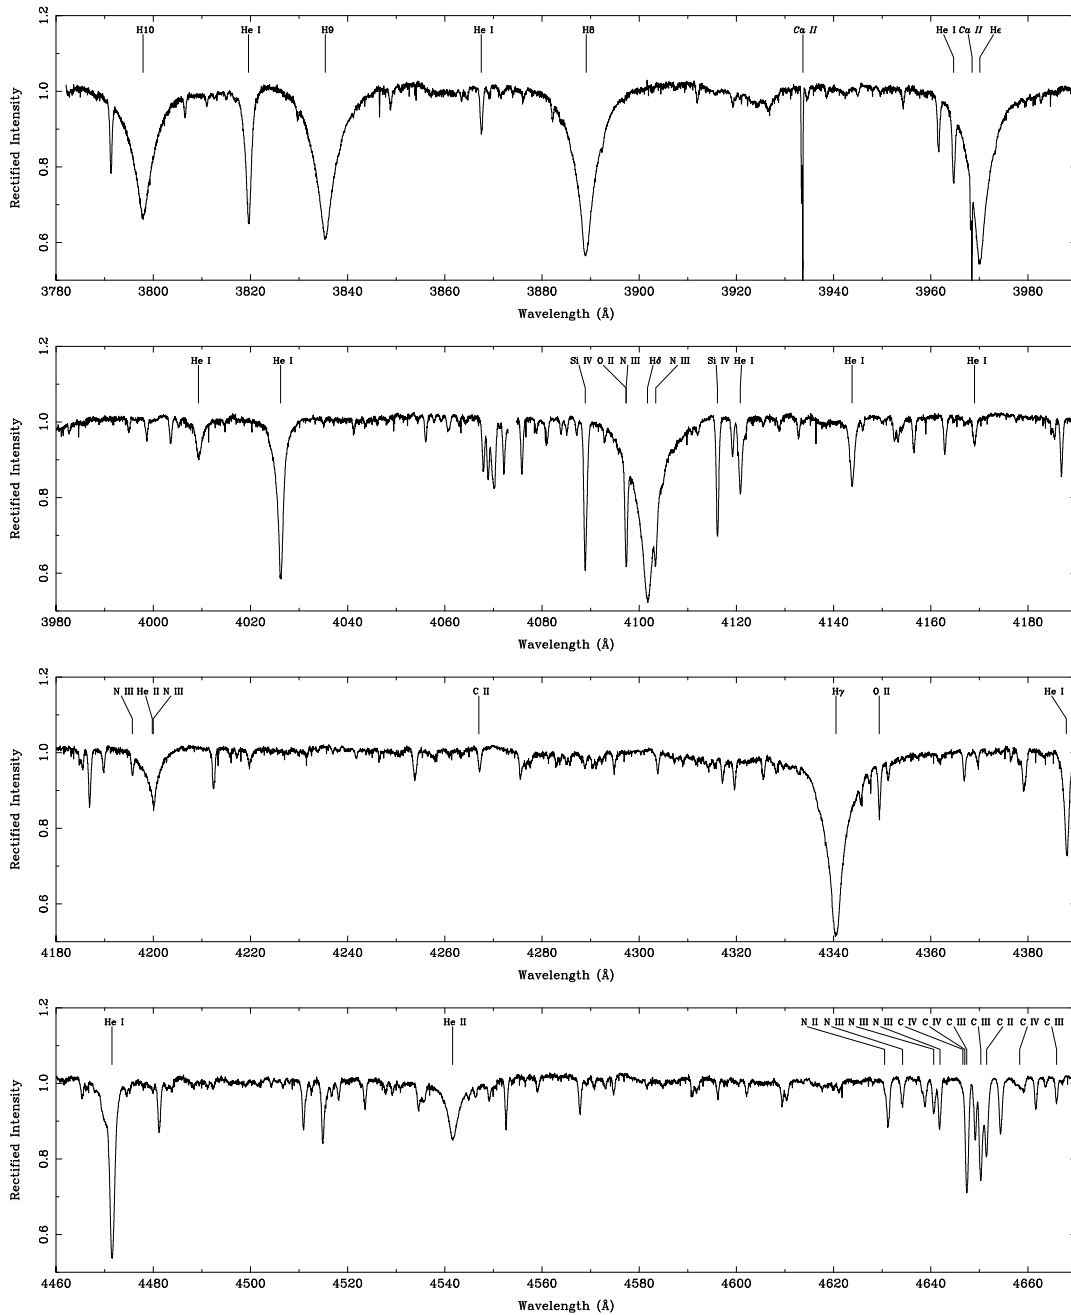 H10 He I H9 He I H8 Ca II He I Ca II Hε
1.2
1.0
0.8
0.6
Rectified Intensity
3780 3800 3820 3840 3860 3880 3900 3920 3940 3960 3980
Wavelength (Å)
He I He I Si IV O II N III Hδ N III Si IV He I He I He I
1.2
1.0
0.8
0.6
Rectified Intensity
3980 4000 4020 4040 4060 4080 4100 4120 4140 4160 4180
Wavelength (Å)
N III He II N III C II Hγ O II He I
1.2
1.0
0.8
0.6
Rectified Intensity
4180 4200 4220 4240 4260 4280 4300 4320 4340 4360 4380
Wavelength (Å)
He I He II N II N III N III N III C IV C IV C III C III C II C IV C III
1.2
1.0
0.8
0.6
Rectified Intensity
4460 4480 4500 4520 4540 4560 4580 4600 4620 4640 4660
Wavelength (Å)